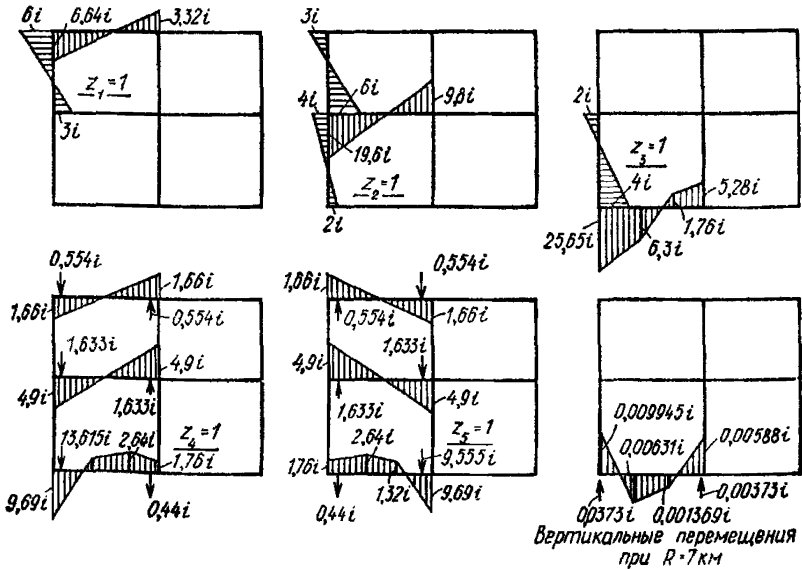 6i 6,64i 3,32i
z₁=1
3i
3i
6i
4i 9,8i
19,6i
z₂=1
2i
2i
z₃=1
4i
5,28i
1,76i
25,65i 6,3i
0,554i
1,66i
1,66i 0,554i
1,633i
4,9i
4,9i 1,633i
13,615i 2,64i z₄=1
1,76i
9,69i 0,44i
0,554i
1,66i
0,554i 1,66i
1,633i
4,9i
1,633i 4,9i
2,64i z₅=1
1,76i 9,555i
1,32i
0,44i 9,69i
0,009945i
0,00631i 0,00588i
0,00373i
0,0373i 0,001369i
Вертикальные перемещения
при R=7км